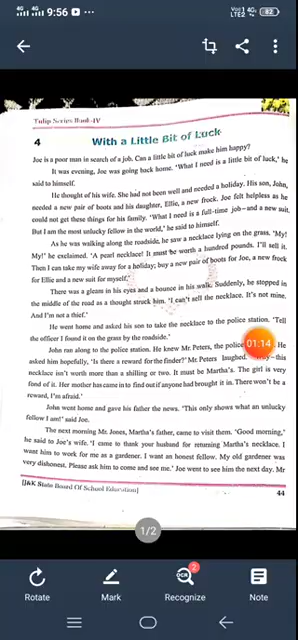 9:56
82
Tulip Series Book-IV
4
With a Little Bit of Luck
Joe is a poor man in search of a job. Can a little bit of luck make him happy?
It was evening, Joe was going back home. 'What I need is a little bit of luck,' he
said to himself.
He thought of his wife. She had not been well and needed a holiday. His son, John,
needed a new pair of boots and his daughter, Ellie, a new frock. Joe felt helpless as he
could not get these things for his family. 'What I need is a full-time job—and a new suit.
But I am the most unlucky fellow in the world,' he said to himself.
As he was walking along the roadside, he saw a necklace lying on the grass. 'My!
My!' he exclaimed. 'A pearl necklace! It must be worth a hundred pounds. I'll sell it.
Then I can take my wife away for a holiday; buy a new pair of boots for Joe, a new frock
for Ellie and a new suit for myself.'
There was a gleam in his eyes and a bounce in his walk. Suddenly, he stopped in
the middle of the road as a thought struck him. 'I can't sell the necklace. It's not mine.
And I'm not a thief.'
He went home and asked his son to take the necklace to the police station. 'Tell
the officer I found it on the grass by the roadside.'
John ran along to the police station. He knew Mr. Peters, the police He
asked him hopefully, 'Is there a reward for the finder?' Mr. Peters laughed. —this
necklace isn't worth more than a shilling or two. It must be Martha's. The girl is very
fond of it. Her mother has came in to find out if anyone had brought it in. There won't be a
reward, I'm afraid.'
John went home and gave his father the news. 'This only shows what an unlucky
fellow I am!' said Joe.
The next morning Mr. Jones, Martha's father, came to visit them. 'Good morning,'
he said to Joe's wife. 'I came to thank your husband for returning Martha's necklace. I
want him to work for me as a gardener. I want an honest fellow. My old gardener was
very dishonest. Please ask him to come and see me.' Joe went to see him the next day. Mr
01:14
[J&K State Board Of School Education]
44
1/2
2
OCR
Rotate
Mark
Recognize
Note